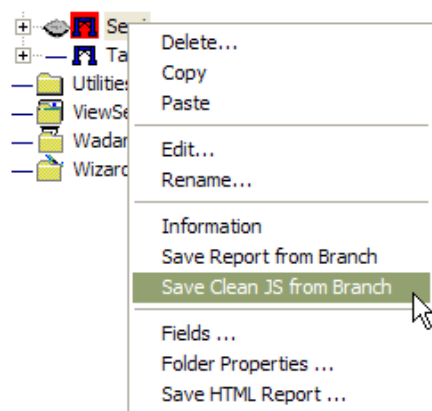 Delete...
Copy
Paste
Edit...
Rename...
Information
Save Report from Branch
Save Clean JS from Branch
Fields ...
Folder Properties ...
Save HTML Report ...